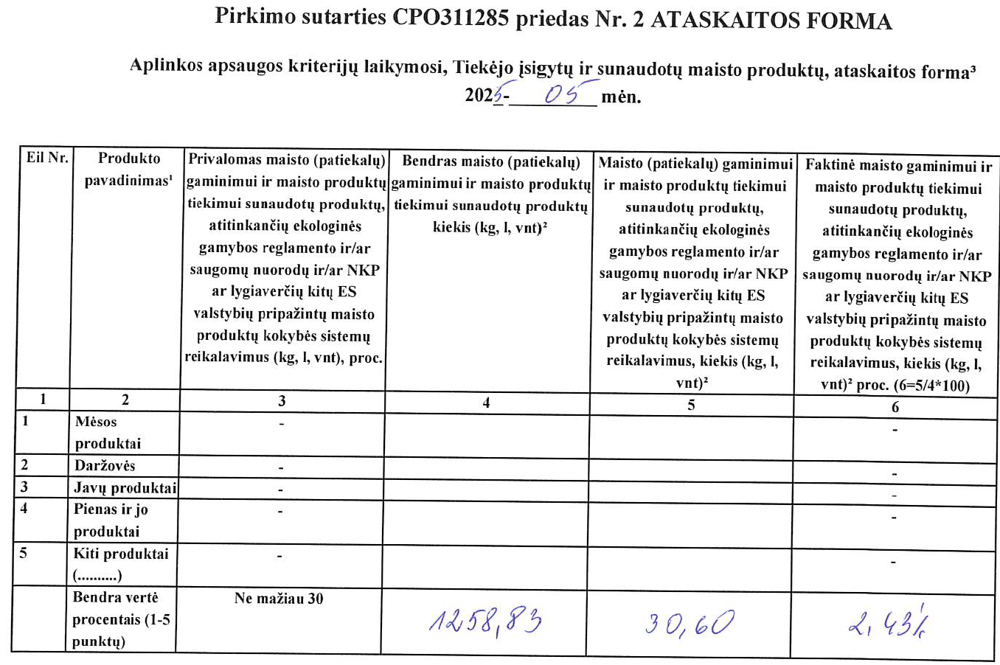 Pirkimo sutarties CPO311285 priedas Nr. 2 ATASKAITOS FORMA
Aplinkos apsaugos kriterijų laikymosi, Tiekėjo įsigytų ir sunaudotų maisto produktų, ataskaitos forma³
2025- 05 mėn.
Eil Nr.
Produkto
pavadinimas¹
Privalomas maisto (patiekalų)
gaminimui ir maisto produktų
tiekimui sunaudotų produktų,
atitinkančių ekologinės
gamybos reglamento ir/ar
saugomų nuorodų ir/ar NKP
ar lygiaverčių kitų ES
valstybių pripažintų maisto
produktų kokybės sistemų
reikalavimus (kg, l, vnt), proc.
Bendras maisto (patiekalų)
gaminimui ir maisto produktų
tiekimui sunaudotų produktų
kiekis (kg, l, vnt)²
Maisto (patiekalų) gaminimui
ir maisto produktų tiekimui
sunaudotų produktų,
atitinkančių ekologinės
gamybos reglamento ir/ar
saugomų nuorodų ir/ar NKP
ar lygiaverčių kitų ES
valstybių pripažintų maisto
produktų kokybės sistemų
reikalavimus, kiekis (kg, l,
vnt)²
Faktinė maisto gaminimui ir
maisto produktų tiekimui
sunaudotų produktų,
atitinkančių ekologinės
gamybos reglamento ir/ar
saugomų nuorodų ir/ar NKP
ar lygiaverčių kitų ES
valstybių pripažintų maisto
produktų kokybės sistemų
reikalavimus, kiekis (kg, l,
vnt)² proc. (6=5/4*100)
1 2 3 4 5 6
1 Mėsos - -
produktai
2 Daržovės - -
3 Javų produktai - -
4 Pienas ir jo - -
produktai
5 Kiti produktai - -
(..........)
Bendra vertė Ne mažiau 30
procentais (1-5 1258,83 30,60 2,43%
punktų)